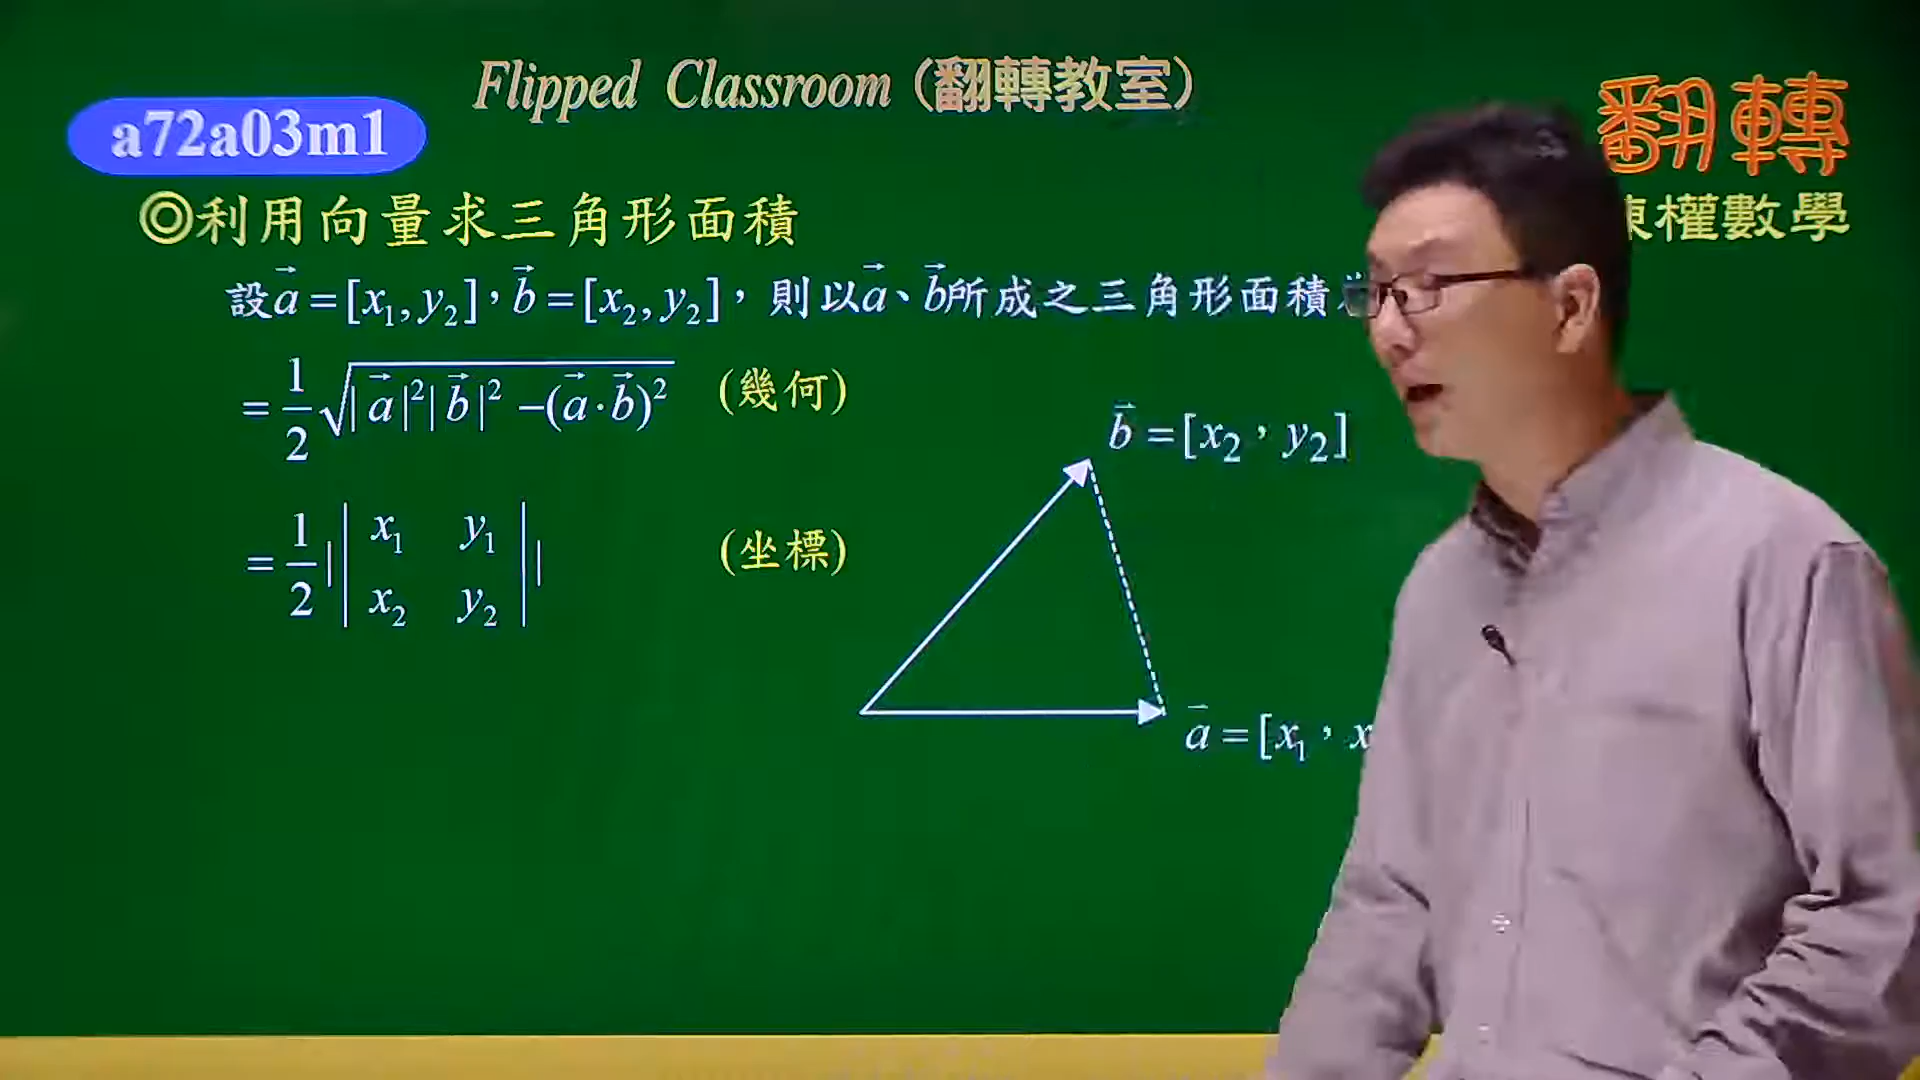 Flipped Classroom (翻轉教室)
翻轉
a72a03m1
權數學
◎利用向量求三角形面積
設a⃗=[x₁,y₂],b⃗=[x₂,y₂],則以a⃗、b⃗所成之三角形面積
=1/2√(|a⃗|²|b⃗|²-(a⃗·b⃗)²) (幾何)
b⃗=[x₂,y₂]
=1/2||x₁ y₁
x₂ y₂|| (坐標)
a⃗=[x₁,x